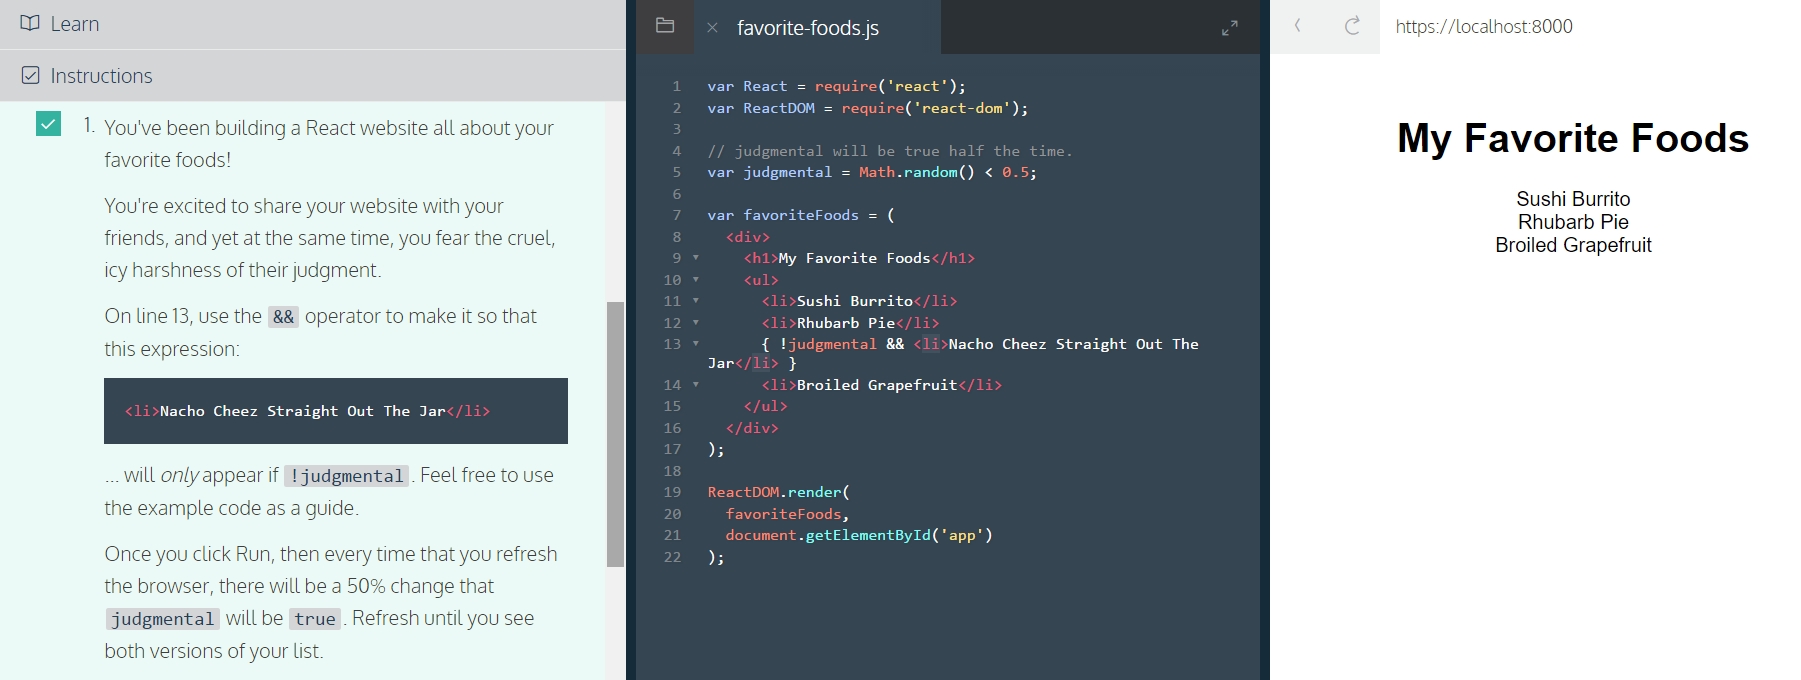 Learn
Instructions
1. You've been building a React website all about your
favorite foods!
You're excited to share your website with your
friends, and yet at the same time, you fear the cruel,
icy harshness of their judgment.
On line 13, use the && operator to make it so that
this expression:
<li>Nacho Cheez Straight Out The Jar</li>
... will only appear if !judgmental . Feel free to use
the example code as a guide.
Once you click Run, then every time that you refresh
the browser, there will be a 50% change that
judgmental will be true . Refresh until you see
both versions of your list.
favorite-foods.js
1 var React = require('react');
2 var ReactDOM = require('react-dom');
3
4 // judgmental will be true half the time.
5 var judgmental = Math.random() < 0.5;
6
7 var favoriteFoods = (
8 <div>
9 <h1>My Favorite Foods</h1>
10 <ul>
11 <li>Sushi Burrito</li>
12 <li>Rhubarb Pie</li>
13 { !judgmental && <li>Nacho Cheez Straight Out The
Jar</li> }
14 <li>Broiled Grapefruit</li>
15 </ul>
16 </div>
17 );
18
19 ReactDOM.render(
20 favoriteFoods,
21 document.getElementById('app')
22 );
https://localhost:8000
My Favorite Foods
Sushi Burrito
Rhubarb Pie
Broiled Grapefruit